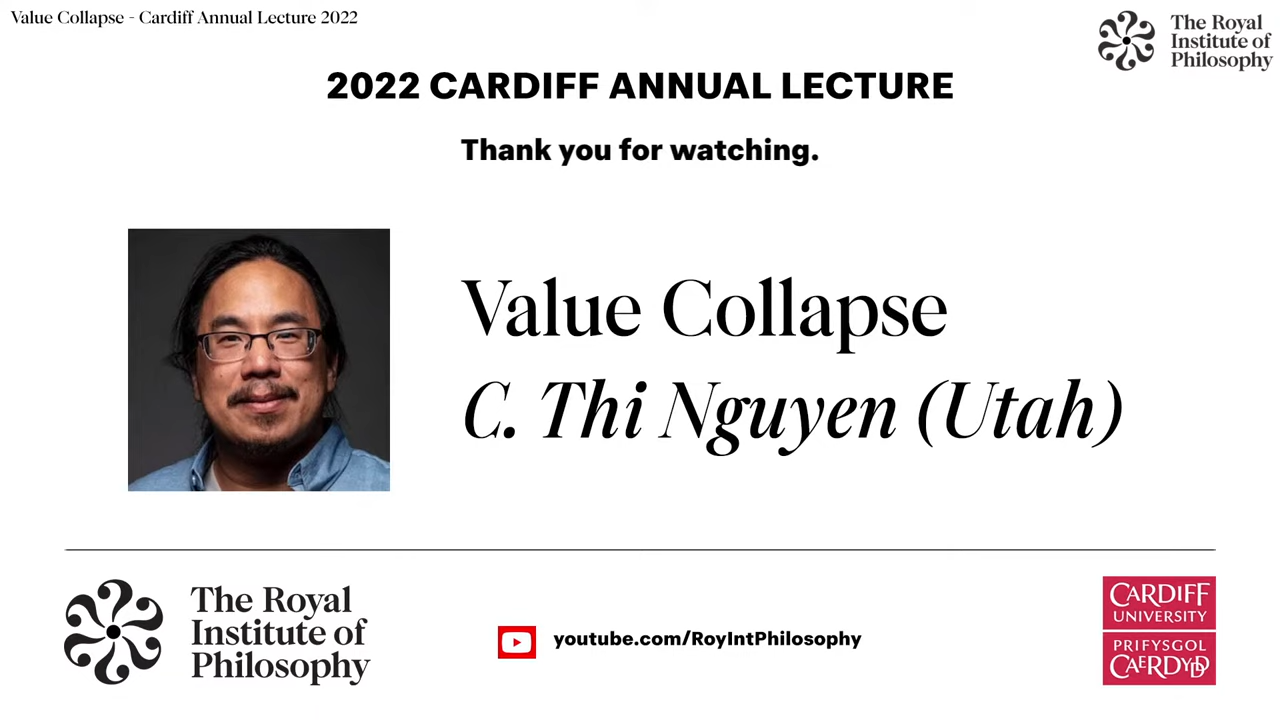 Value Collapse - Cardiff Annual Lecture 2022
The Royal
Institute of
Philosophy
2022 CARDIFF ANNUAL LECTURE
Thank you for watching.
Value Collapse
C. Thi Nguyen (Utah)
The Royal
Institute of
Philosophy
youtube.com/RoyIntPhilosophy
CARDIFF
UNIVERSITY
PRIFYSGOL
CAERDYDD